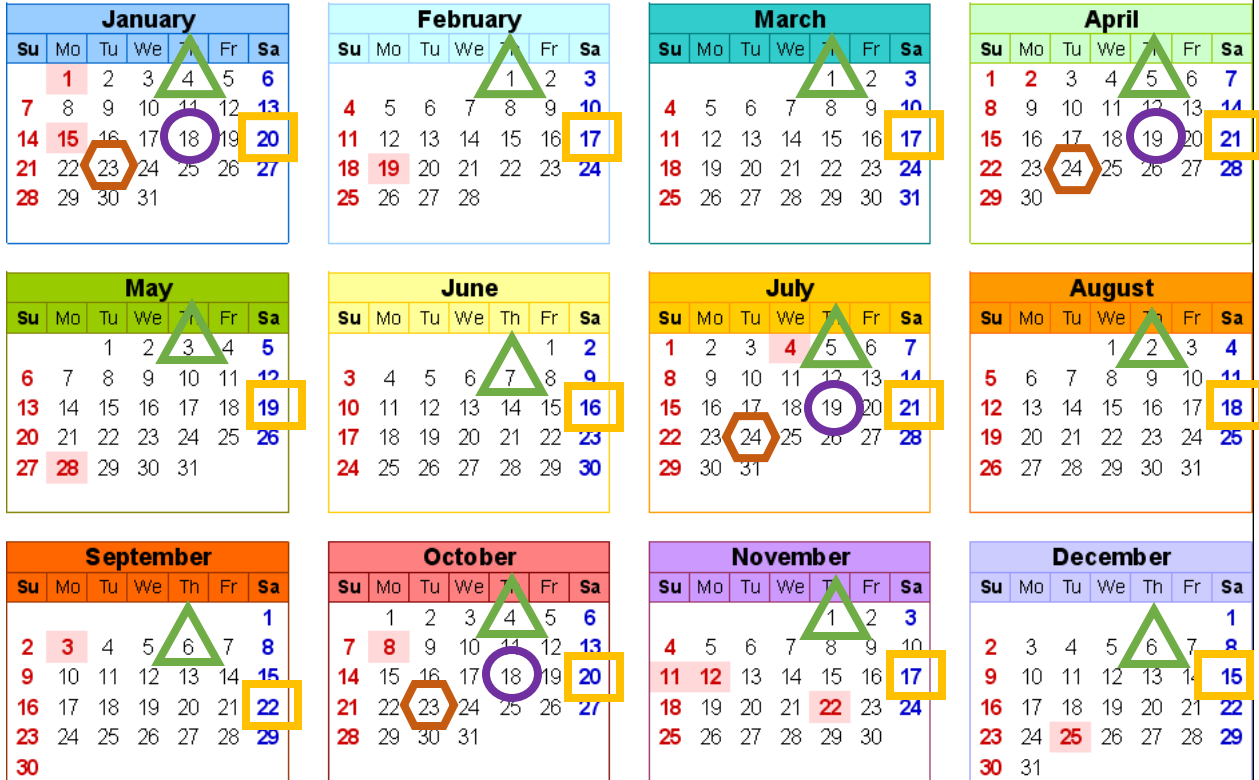 January
Su Mo Tu We Th Fr Sa
1 2 3 4 5 6
7 8 9 10 11 12 13
14 15 16 17 18 19 20
21 22 23 24 25 26 27
28 29 30 31
February
Su Mo Tu We Th Fr Sa
1 2 3
4 5 6 7 8 9 10
11 12 13 14 15 16 17
18 19 20 21 22 23 24
25 26 27 28
March
Su Mo Tu We Th Fr Sa
1 2 3
4 5 6 7 8 9 10
11 12 13 14 15 16 17
18 19 20 21 22 23 24
25 26 27 28 29 30 31
April
Su Mo Tu We Th Fr Sa
1 2 3 4 5 6 7
8 9 10 11 12 13 14
15 16 17 18 19 20 21
22 23 24 25 26 27 28
29 30
May
Su Mo Tu We Th Fr Sa
1 2 3 4 5
6 7 8 9 10 11 12
13 14 15 16 17 18 19
20 21 22 23 24 25 26
27 28 29 30 31
June
Su Mo Tu We Th Fr Sa
1 2
3 4 5 6 7 8 9
10 11 12 13 14 15 16
17 18 19 20 21 22 23
24 25 26 27 28 29 30
July
Su Mo Tu We Th Fr Sa
1 2 3 4 5 6 7
8 9 10 11 12 13 14
15 16 17 18 19 20 21
22 23 24 25 26 27 28
29 30 31
August
Su Mo Tu We Th Fr Sa
1 2 3 4
5 6 7 8 9 10 11
12 13 14 15 16 17 18
19 20 21 22 23 24 25
26 27 28 29 30 31
September
Su Mo Tu We Th Fr Sa
1
2 3 4 5 6 7 8
9 10 11 12 13 14 15
16 17 18 19 20 21 22
23 24 25 26 27 28 29
30
October
Su Mo Tu We Th Fr Sa
1 2 3 4 5 6
7 8 9 10 11 12 13
14 15 16 17 18 19 20
21 22 23 24 25 26 27
28 29 30 31
November
Su Mo Tu We Th Fr Sa
1 2 3
4 5 6 7 8 9 10
11 12 13 14 15 16 17
18 19 20 21 22 23 24
25 26 27 28 29 30
December
Su Mo Tu We Th Fr Sa
1
2 3 4 5 6 7 8
9 10 11 12 13 14 15
16 17 18 19 20 21 22
23 24 25 26 27 28 29
30 31